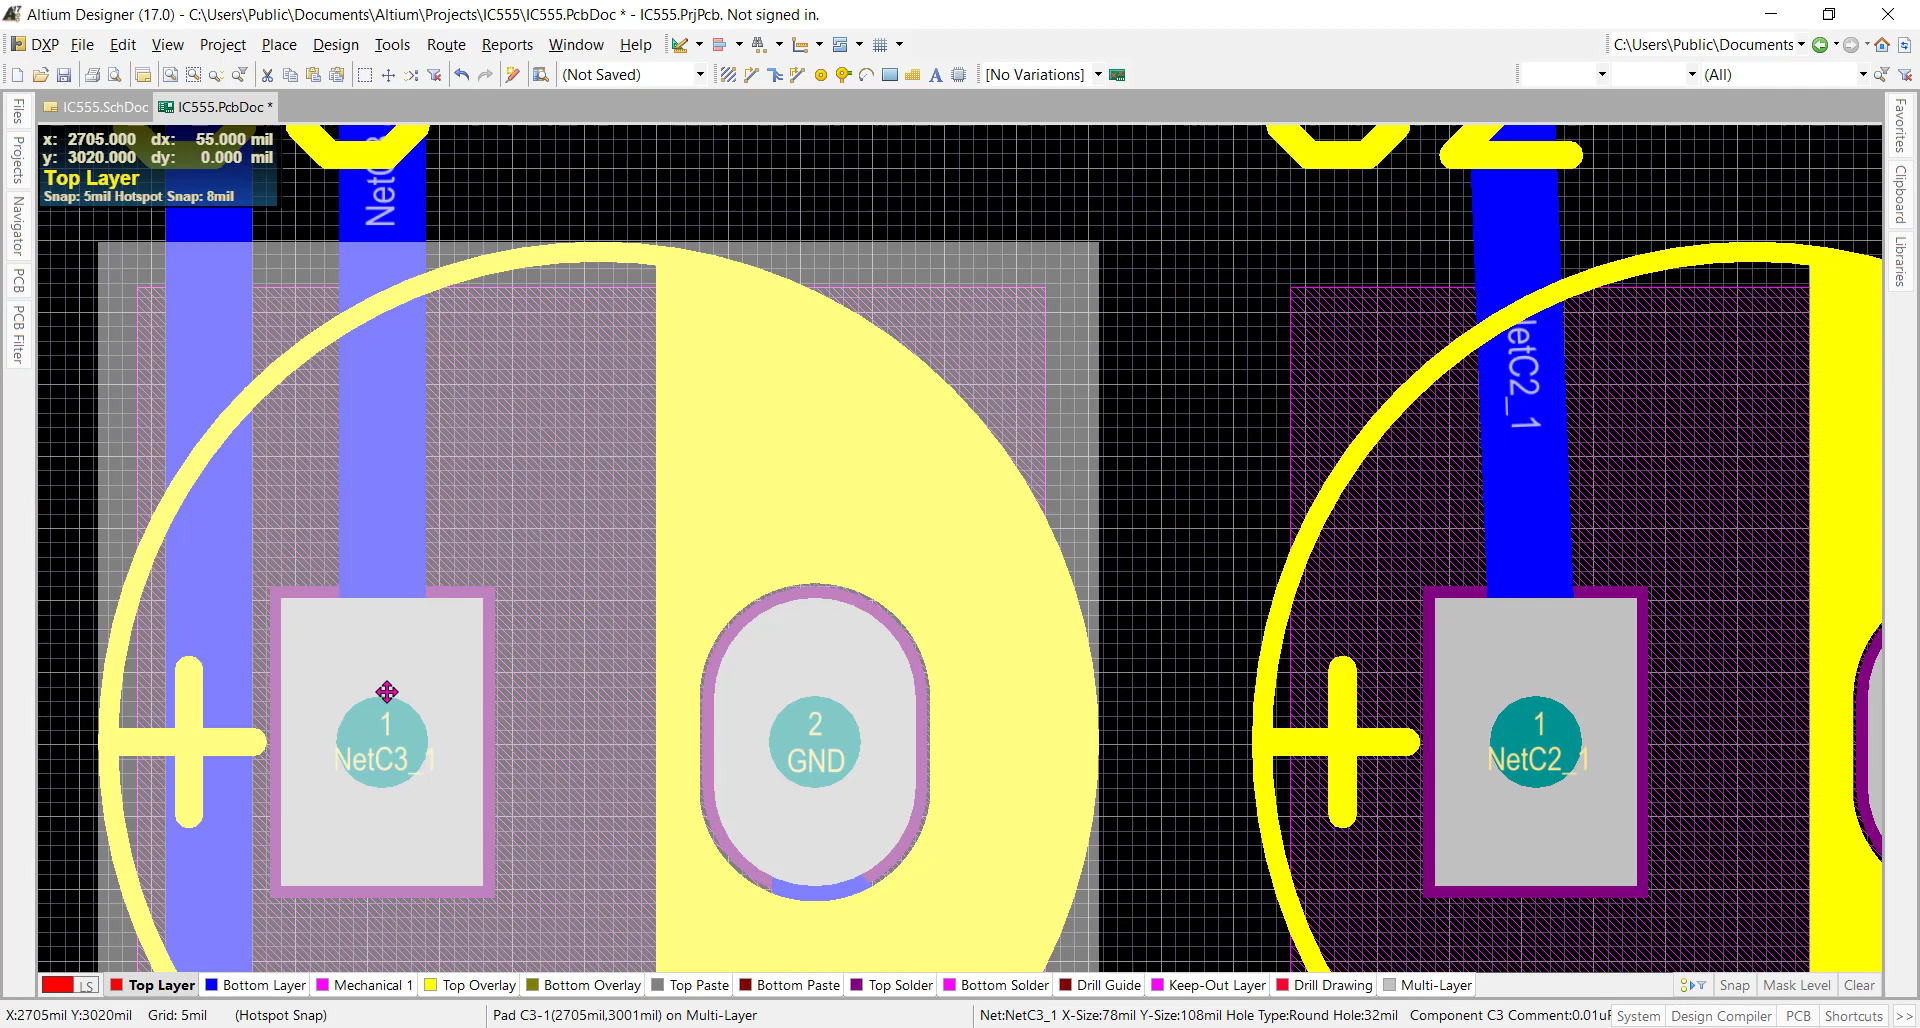 Altium Designer (17.0) - C:\Users\Public\Documents\Altium\Projects\IC555\IC555.PcbDoc * - IC555.PrjPcb. Not signed in.
DXP File Edit View Project Place Design Tools Route Reports Window Help C:\Users\Public\Documents
(Not Saved) [No Variations] (All)
IC555.SchDoc IC555.PcbDoc *
Files
Projects
Navigator
PCB
PCB Filter
Favorites
Clipboard
Libraries
x: 2705.000 dx: 55.000 mil
y: 3020.000 dy: 0.000 mil
Top Layer
Snap: 5mil Hotspot Snap: 8mil
1
NetC3_1
2
GND
NetC2_1
1
NetC2_1
LS Top Layer Bottom Layer Mechanical 1 Top Overlay Bottom Overlay Top Paste Bottom Paste Top Solder Bottom Solder Drill Guide Keep-Out Layer Drill Drawing Multi-Layer Snap Mask Level Clear
X:2705mil Y:3020mil Grid: 5mil (Hotspot Snap) Pad C3-1(2705mil,3001mil) on Multi-Layer Net:NetC3_1 X-Size:78mil Y-Size:108mil Hole Type:Round Hole:32mil Component C3 Comment:0.01uF System Design Compiler PCB Shortcuts >>